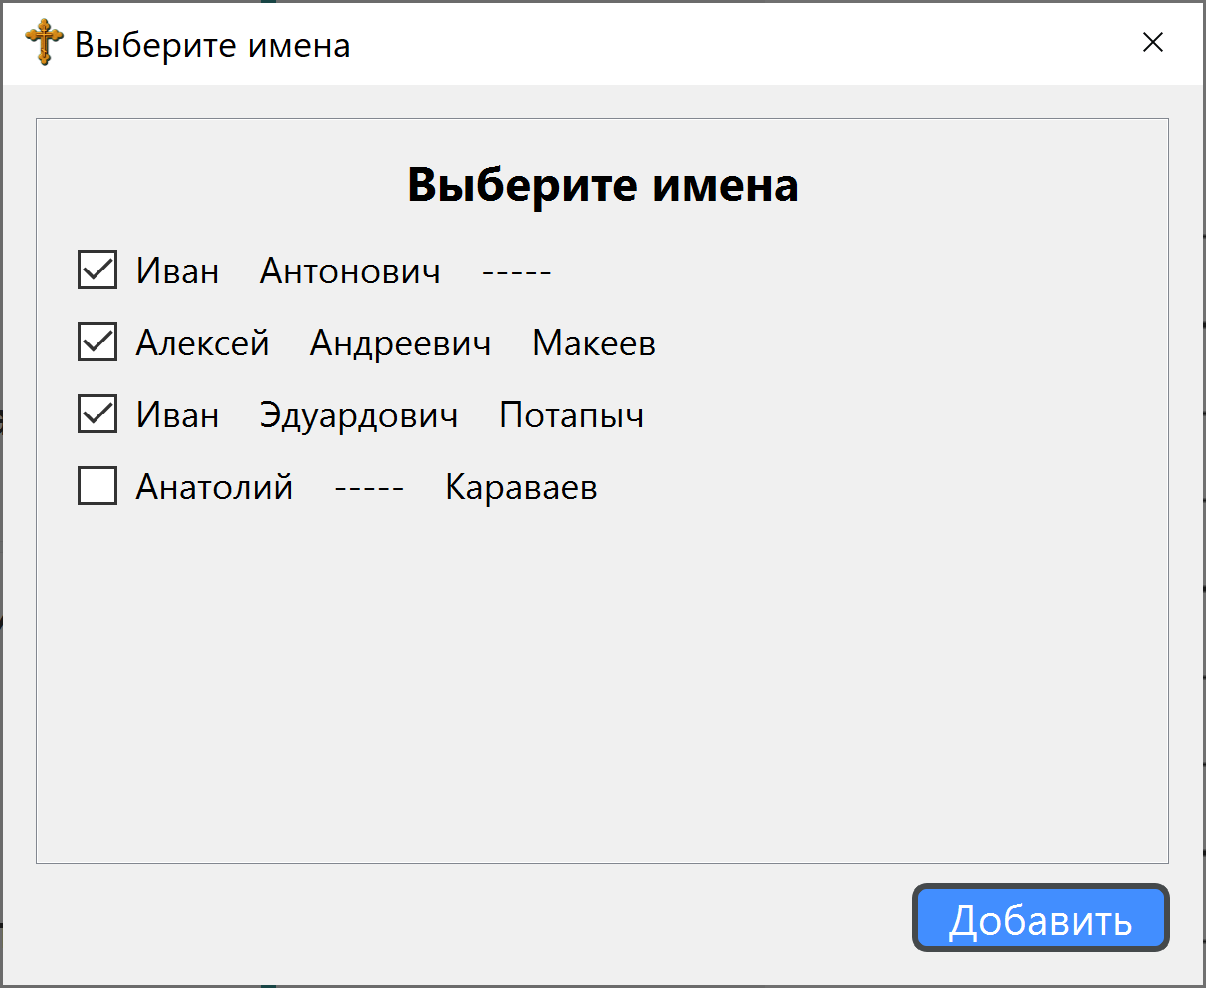 Выберите имена
Выберите имена
Иван Антонович -----
Алексей Андреевич Макеев
Иван Эдуардович Потапыч
Анатолий ----- Караваев
Добавить